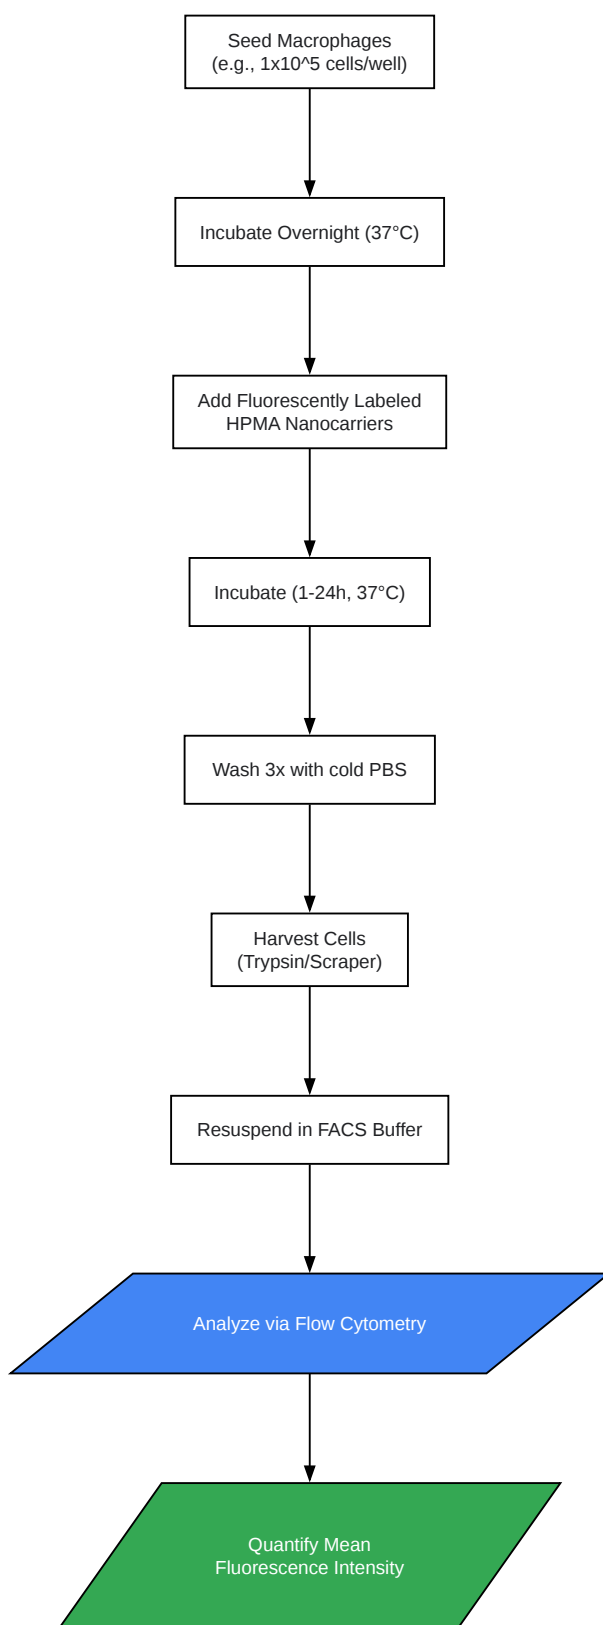 Seed Macrophages
(e.g., 1x10^5 cells/well)
Incubate Overnight (37°C)
Add Fluorescently Labeled
HPMA Nanocarriers
Incubate (1-24h, 37°C)
Wash 3x with cold PBS
Harvest Cells
(Trypsin/Scraper)
Resuspend in FACS Buffer
Analyze via Flow Cytometry
Quantify Mean
Fluorescence Intensity